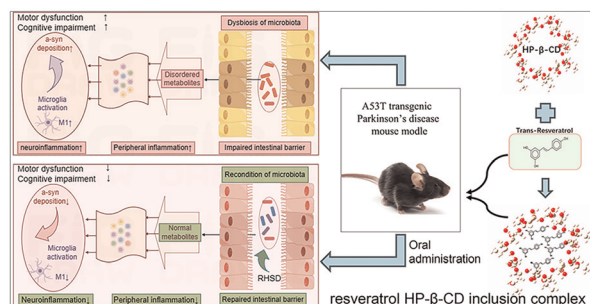 Motor dysfunction ↑
Cognitive impairment ↑
a-syn
deposition↑
Microglia
activation
M1↑
neuroinflammation↑
Peripheral inflammation↑
Disordered
metabolites
Dysbiosis of microbiota
Impaired intestinal barrier
Motor dysfunction ↓
Cognitive impairment ↓
a-syn
deposition↓
Microglia
activation
M1↓
Neuroinflammation↓
Peripheral inflammation↓
Normal
metabolites
Recondition of microbiota
RHSD
Repaired intestinal barrier
A53T transgenic
Parkinson's disease
mouse modle
Oral
administration
HP-β-CD
Trans-Resveratrol
HO
OH
resveratrol HP-β-CD inclusion complex